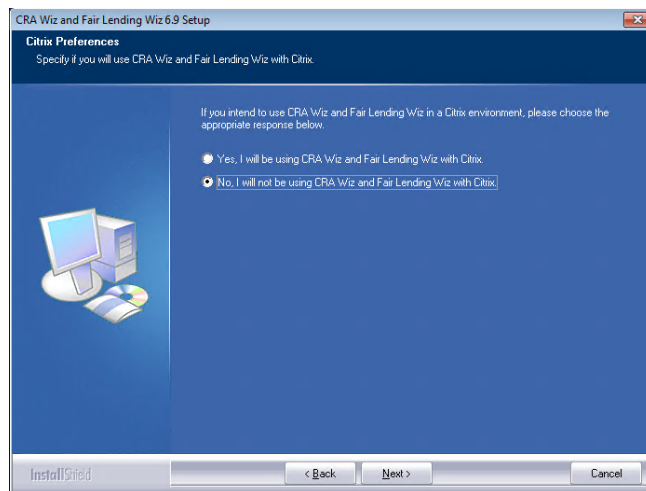 CRA Wiz and Fair Lending Wiz 6.9 Setup
Citrix Preferences
Specify if you will use CRA Wiz and Fair Lending Wiz with Citrix.
If you intend to use CRA Wiz and Fair Lending Wiz in a Citrix environment, please choose the
appropriate response below.
Yes, I will be using CRA Wiz and Fair Lending Wiz with Citrix.
No, I will not be using CRA Wiz and Fair Lending Wiz with Citrix.
InstallShield
< Back
Next >
Cancel